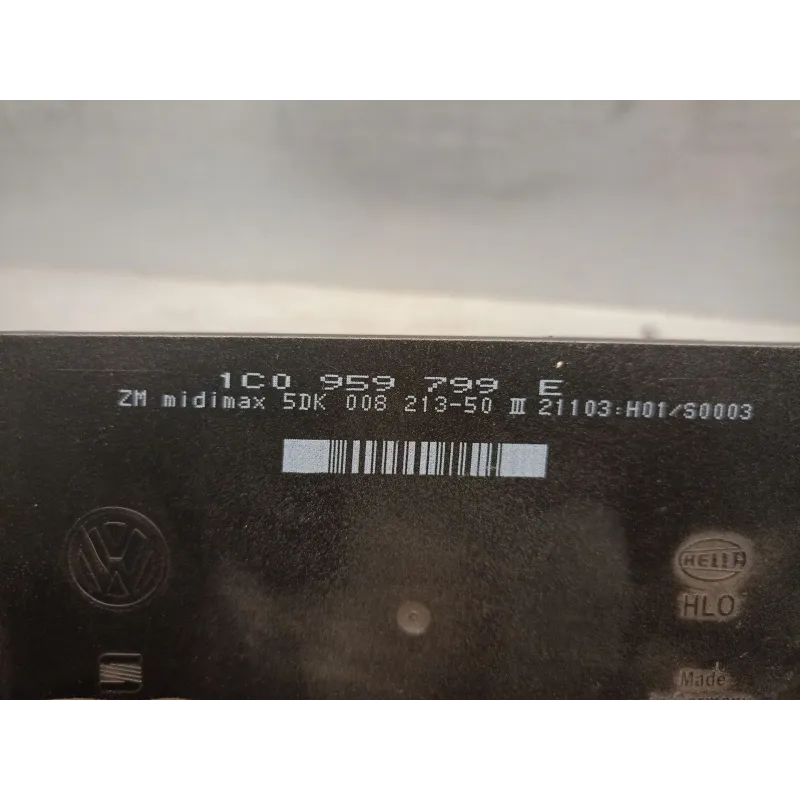 1C0 959 799 E
ZM midimax 5DK 008 213-50 III 21103:H01/S0003
HELLA
HLO
Made